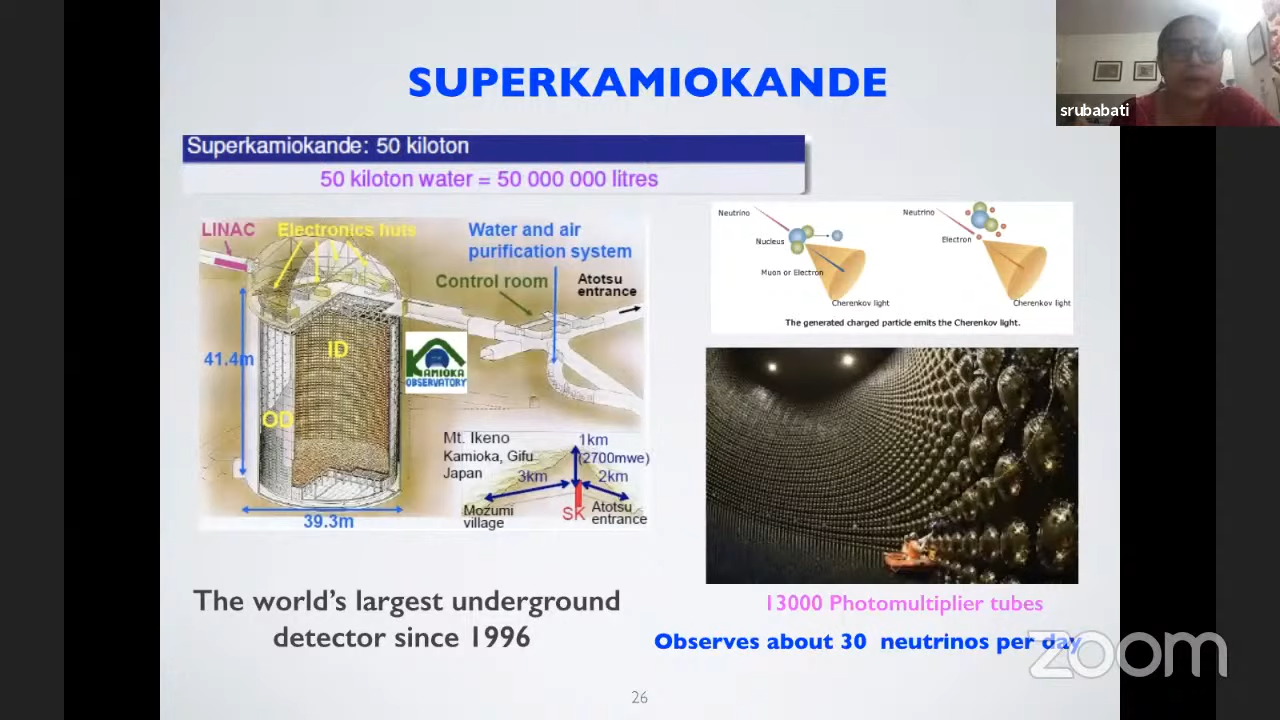 SUPERKAMIOKANDE
srubabati
Superkamiokande: 50 kiloton
50 kiloton water = 50 000 000 litres
LINAC
Electronics huts
Water and air
purification system
Control room
Atotsu
entrance
41.4m
ID
OD
KAMIOKA
OBSERVATORY
39.3m
Mt. Ikeno
Kamioka, Gifu
Japan
1km
(2700mwe)
3km
2km
Mozumi
village
SK
Atotsu
entrance
Neutrino
Nucleus
Muon or Electron
Cherenkov light
Neutrino
Electron
Cherenkov light
The generated charged particle emits the Cherenkov light.
13000 Photomultiplier tubes
The world's largest underground
detector since 1996
Observes about 30 neutrinos per day
zoom
26